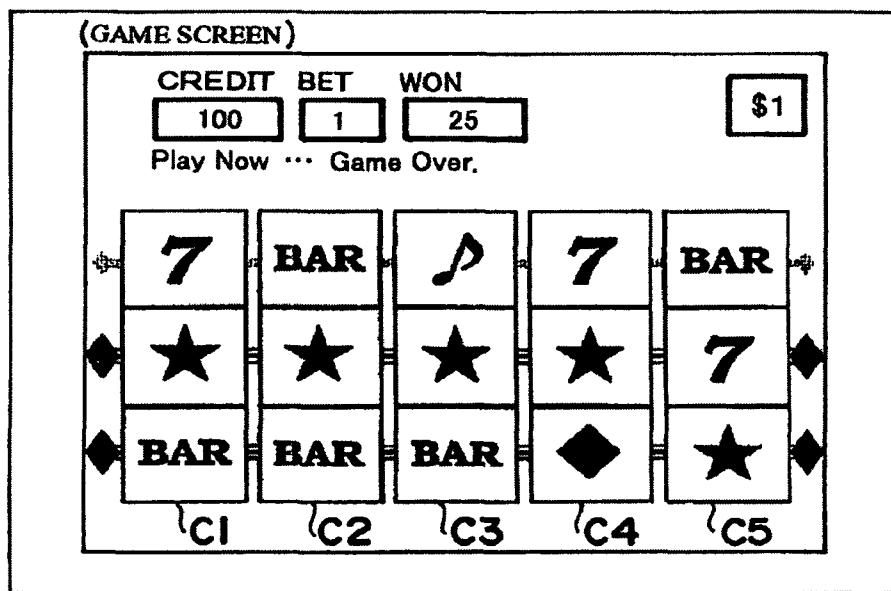 (GAME SCREEN)
CREDIT BET WON
100 1 25 $1
Play Now ··· Game Over.
7 BAR 7 BAR
7
BAR BAR BAR
C1 C2 C3 C4 C5